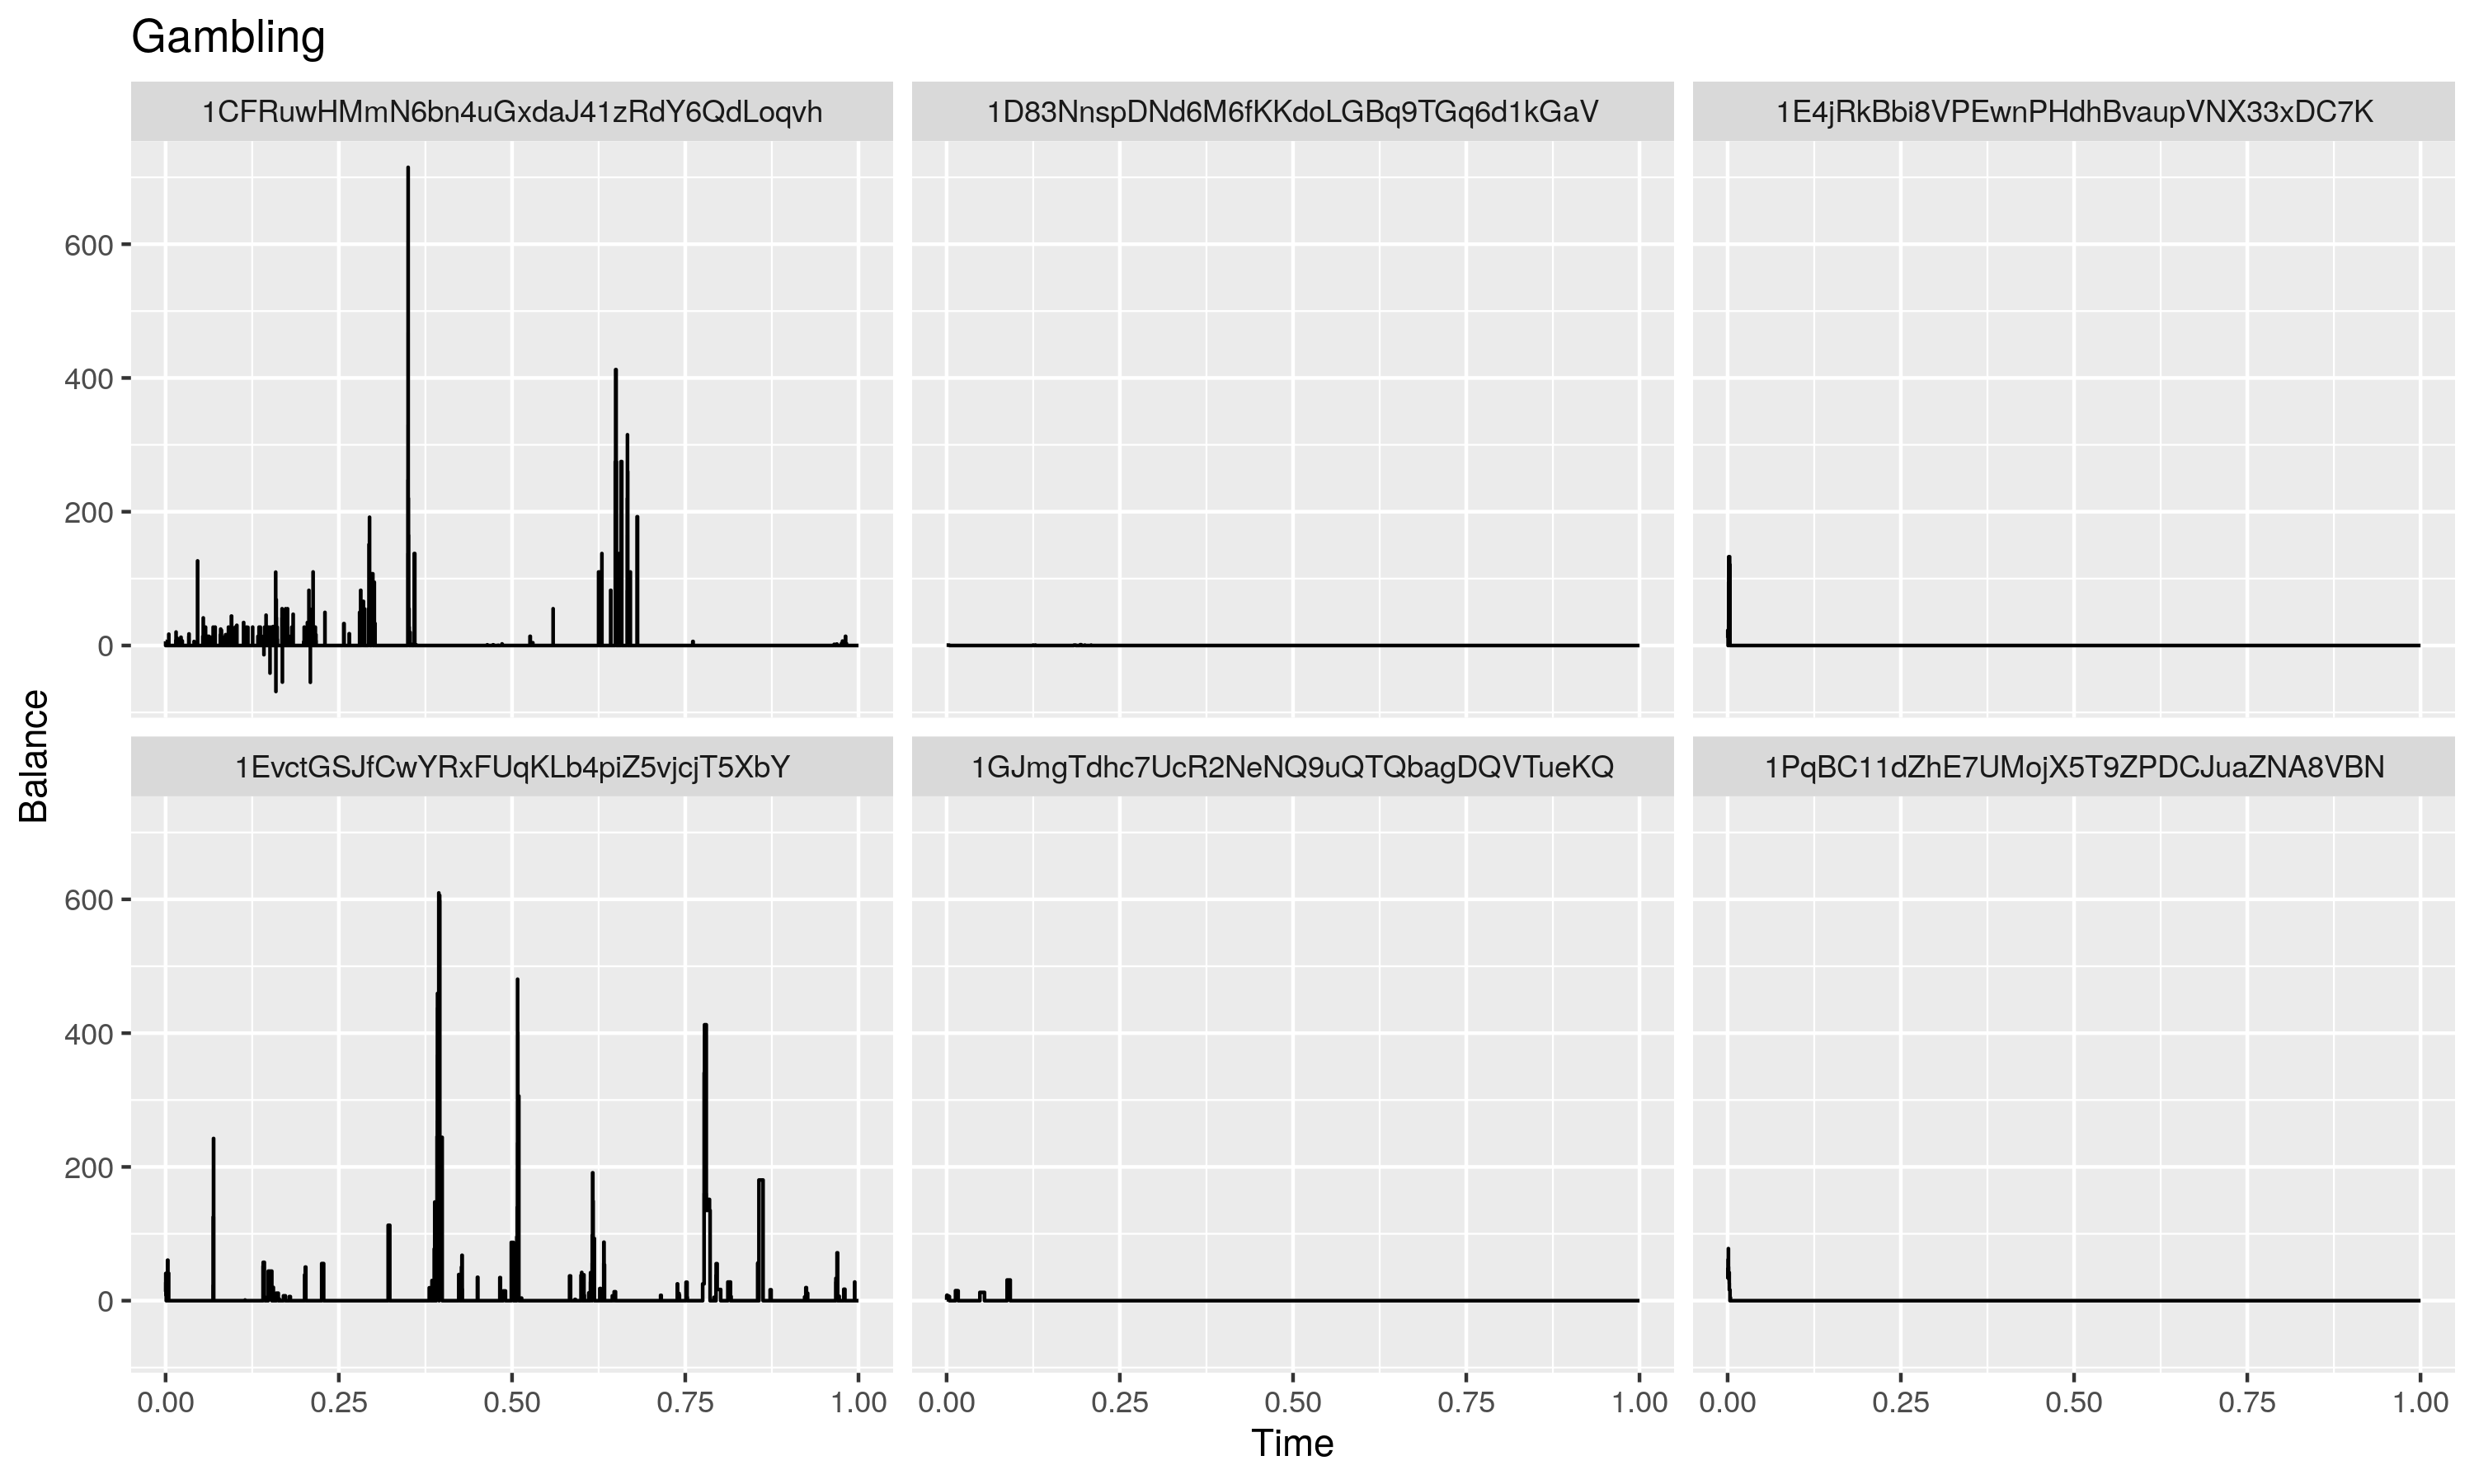 Gambling
1CFRuwHMmN6bn4uGxdaJ41zRdY6QdLoqvh
1D83NnspDNd6M6fKKdoLGBq9TGq6d1kGaV
1E4jRkBbi8VPEwnPHdhBvaupVNX33xDC7K
600
400
200
0
Balance
1EvctGSJfCwYRxFUqKLb4piZ5vjcjT5XbY
1GJmgTdhc7UcR2NeNQ9uQTQbagDQVTueKQ
1PqBC11dZhE7UMojX5T9ZPDCJuaZNA8VBN
600
400
200
0
0.00 0.25 0.50 0.75 1.00
0.00 0.25 0.50 0.75 1.00
0.00 0.25 0.50 0.75 1.00
Time